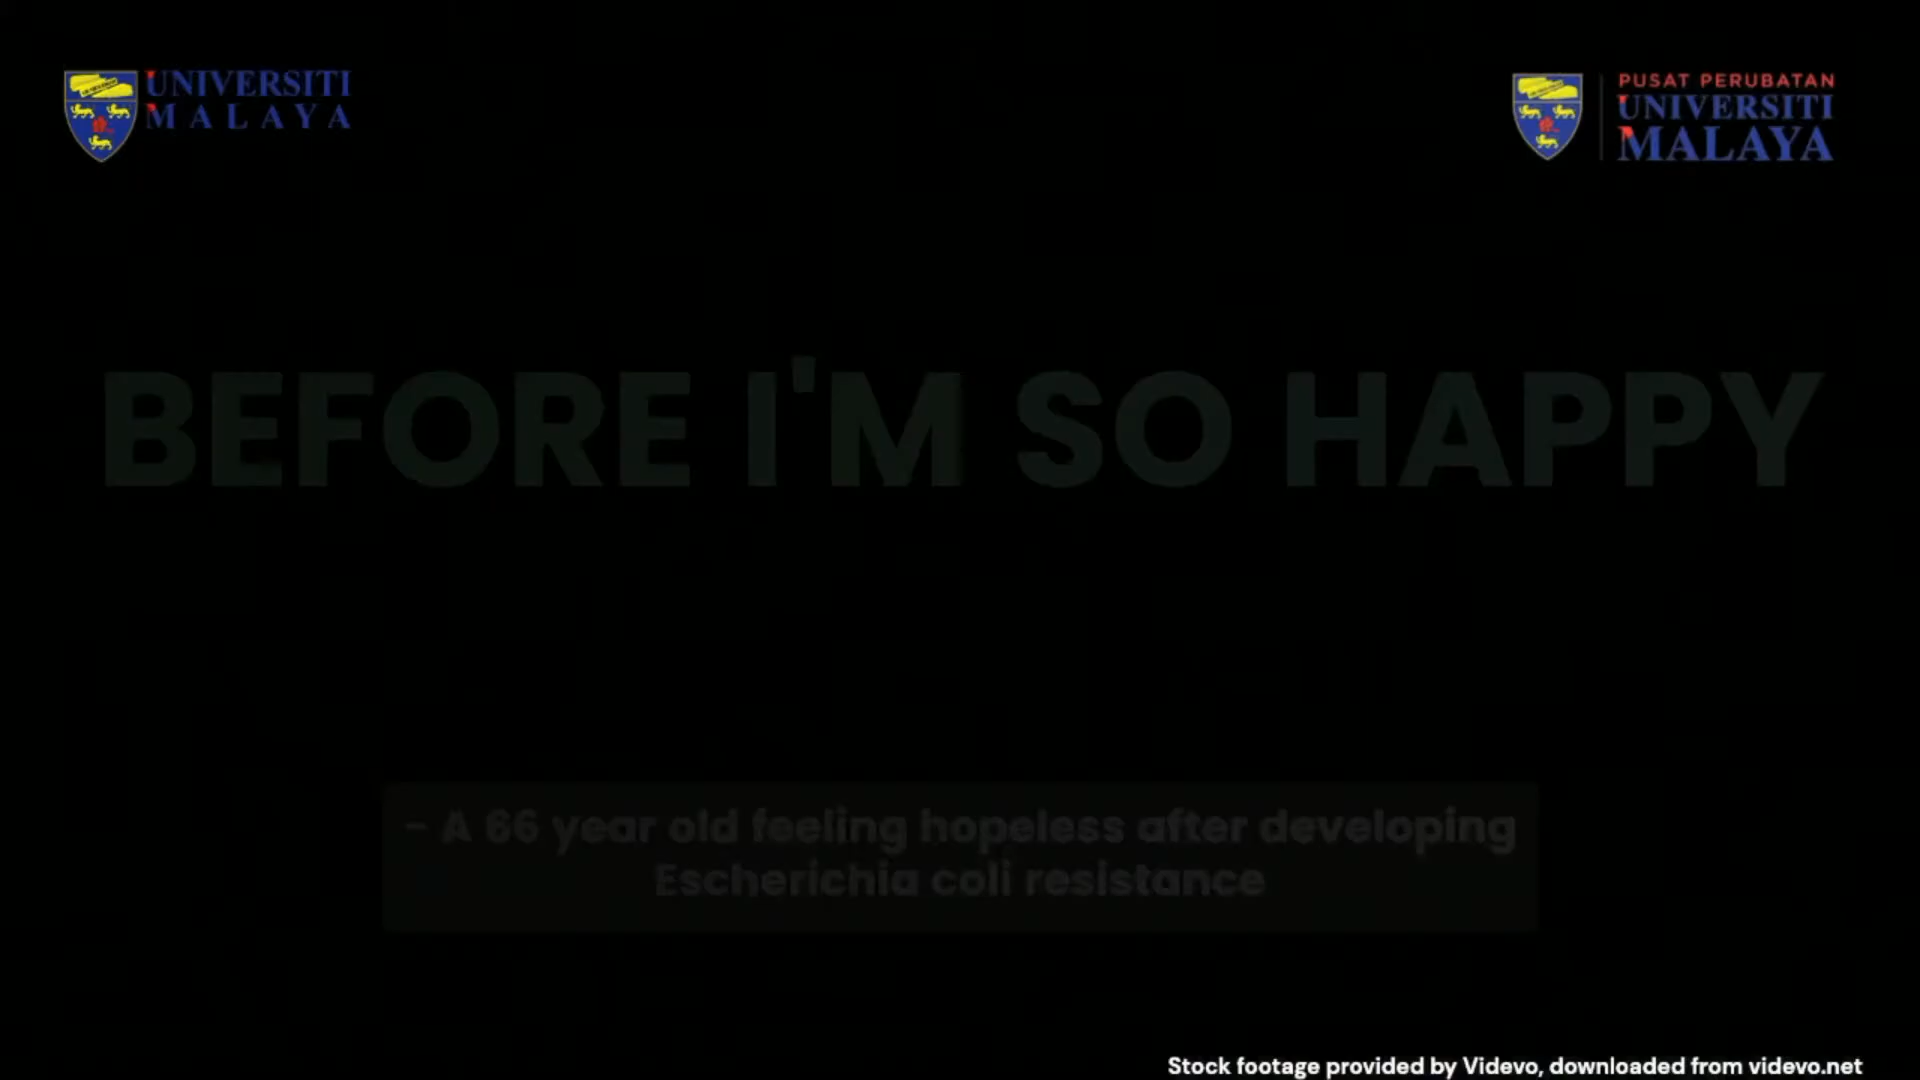 UNIVERSITI
MALAYA
PUSAT PERUBATAN
UNIVERSITI
MALAYA
BEFORE I'M SO HAPPY
- A 66 year old feeling hopeless after developing
Escherichia coli resistance
Stock footage provided by Videvo, downloaded from videvo.net